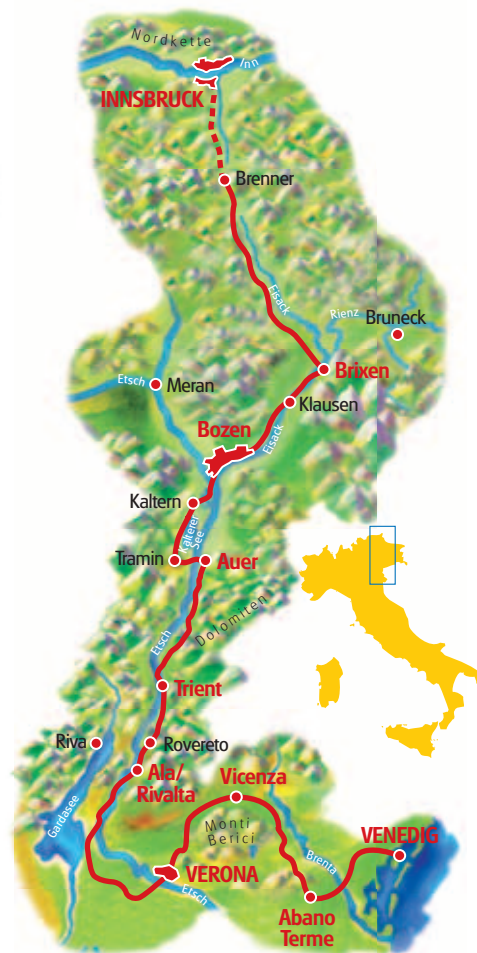 Nordkette
Inn
INNSBRUCK
Brenner
Eisack
Rienz
Bruneck
Brixen
Etsch
Meran
Klausen
Bozen
Eisack
Kaltern
Kalterer
See
Tramin
Auer
Dolomiten
Etsch
Trient
Riva
Rovereto
Ala/
Rivalta
Gardasee
Vicenza
Monti
Berici
VENEDIG
Brenta
VERONA
Etsch
Abano
Terme